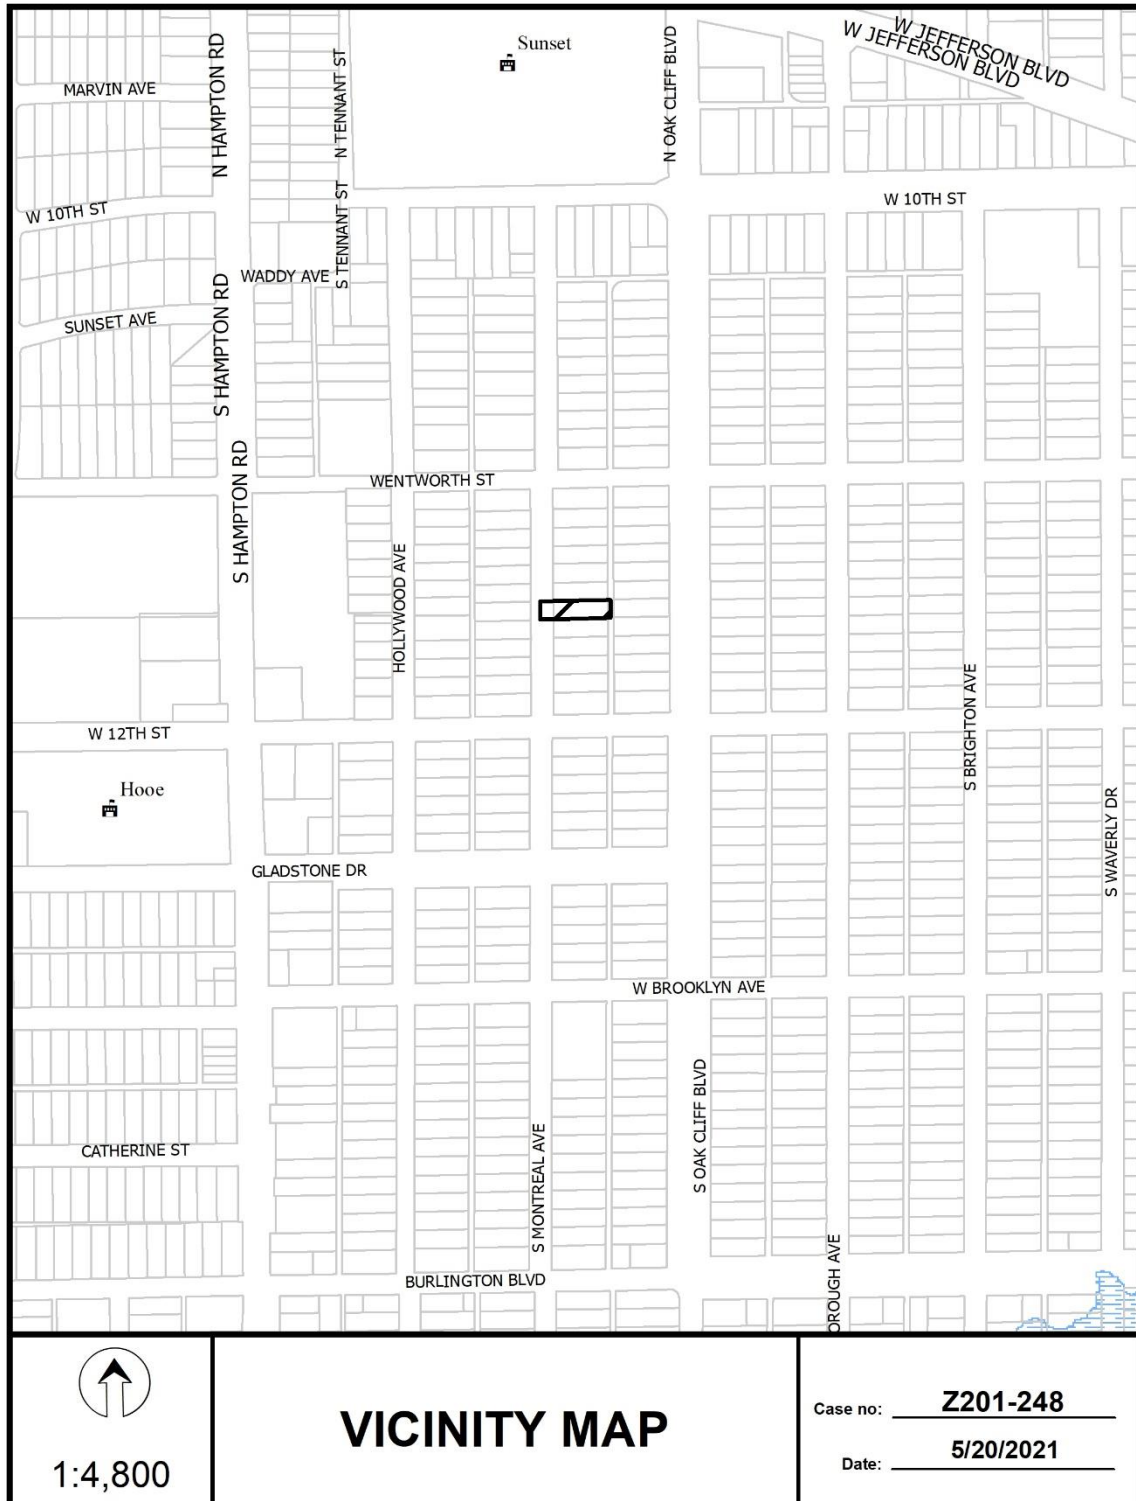 Sunset
W JEFFERSON BLVD
W JEFFERSON BLVD
MARVIN AVE
N HAMPTON RD
N TENNANT ST
N OAK CLIFF BLVD
W 10TH ST
W 10TH ST
S TENNANT ST
WADDY AVE
SUNSET AVE
S HAMPTON RD
S HAMPTON RD
WENTWORTH ST
HOLLYWOOD AVE
W 12TH ST
S BRIGHTON AVE
Hooe
S WAVERLY DR
GLADSTONE DR
W BROOKLYN AVE
S OAK CLIFF BLVD
CATHERINE ST
S MONTREAL AVE
BURLINGTON BLVD
OROUGH AVE
1:4,800
VICINITY MAP
Case no: Z201-248
Date: 5/20/2021